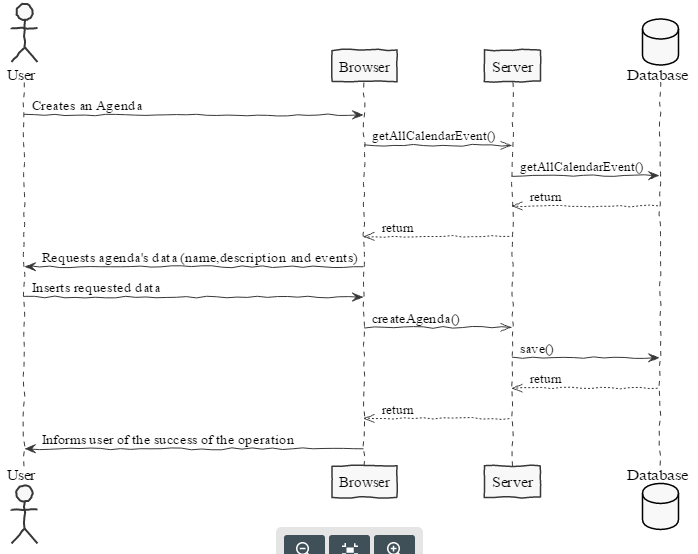 User
Browser
Server
Database
Creates an Agenda
getAllCalendarEvent()
getAllCalendarEvent()
return
return
Requests agenda's data (name,description and events)
Inserts requested data
createAgenda()
save()
return
return
Informs user of the success of the operation
User
Browser
Server
Database